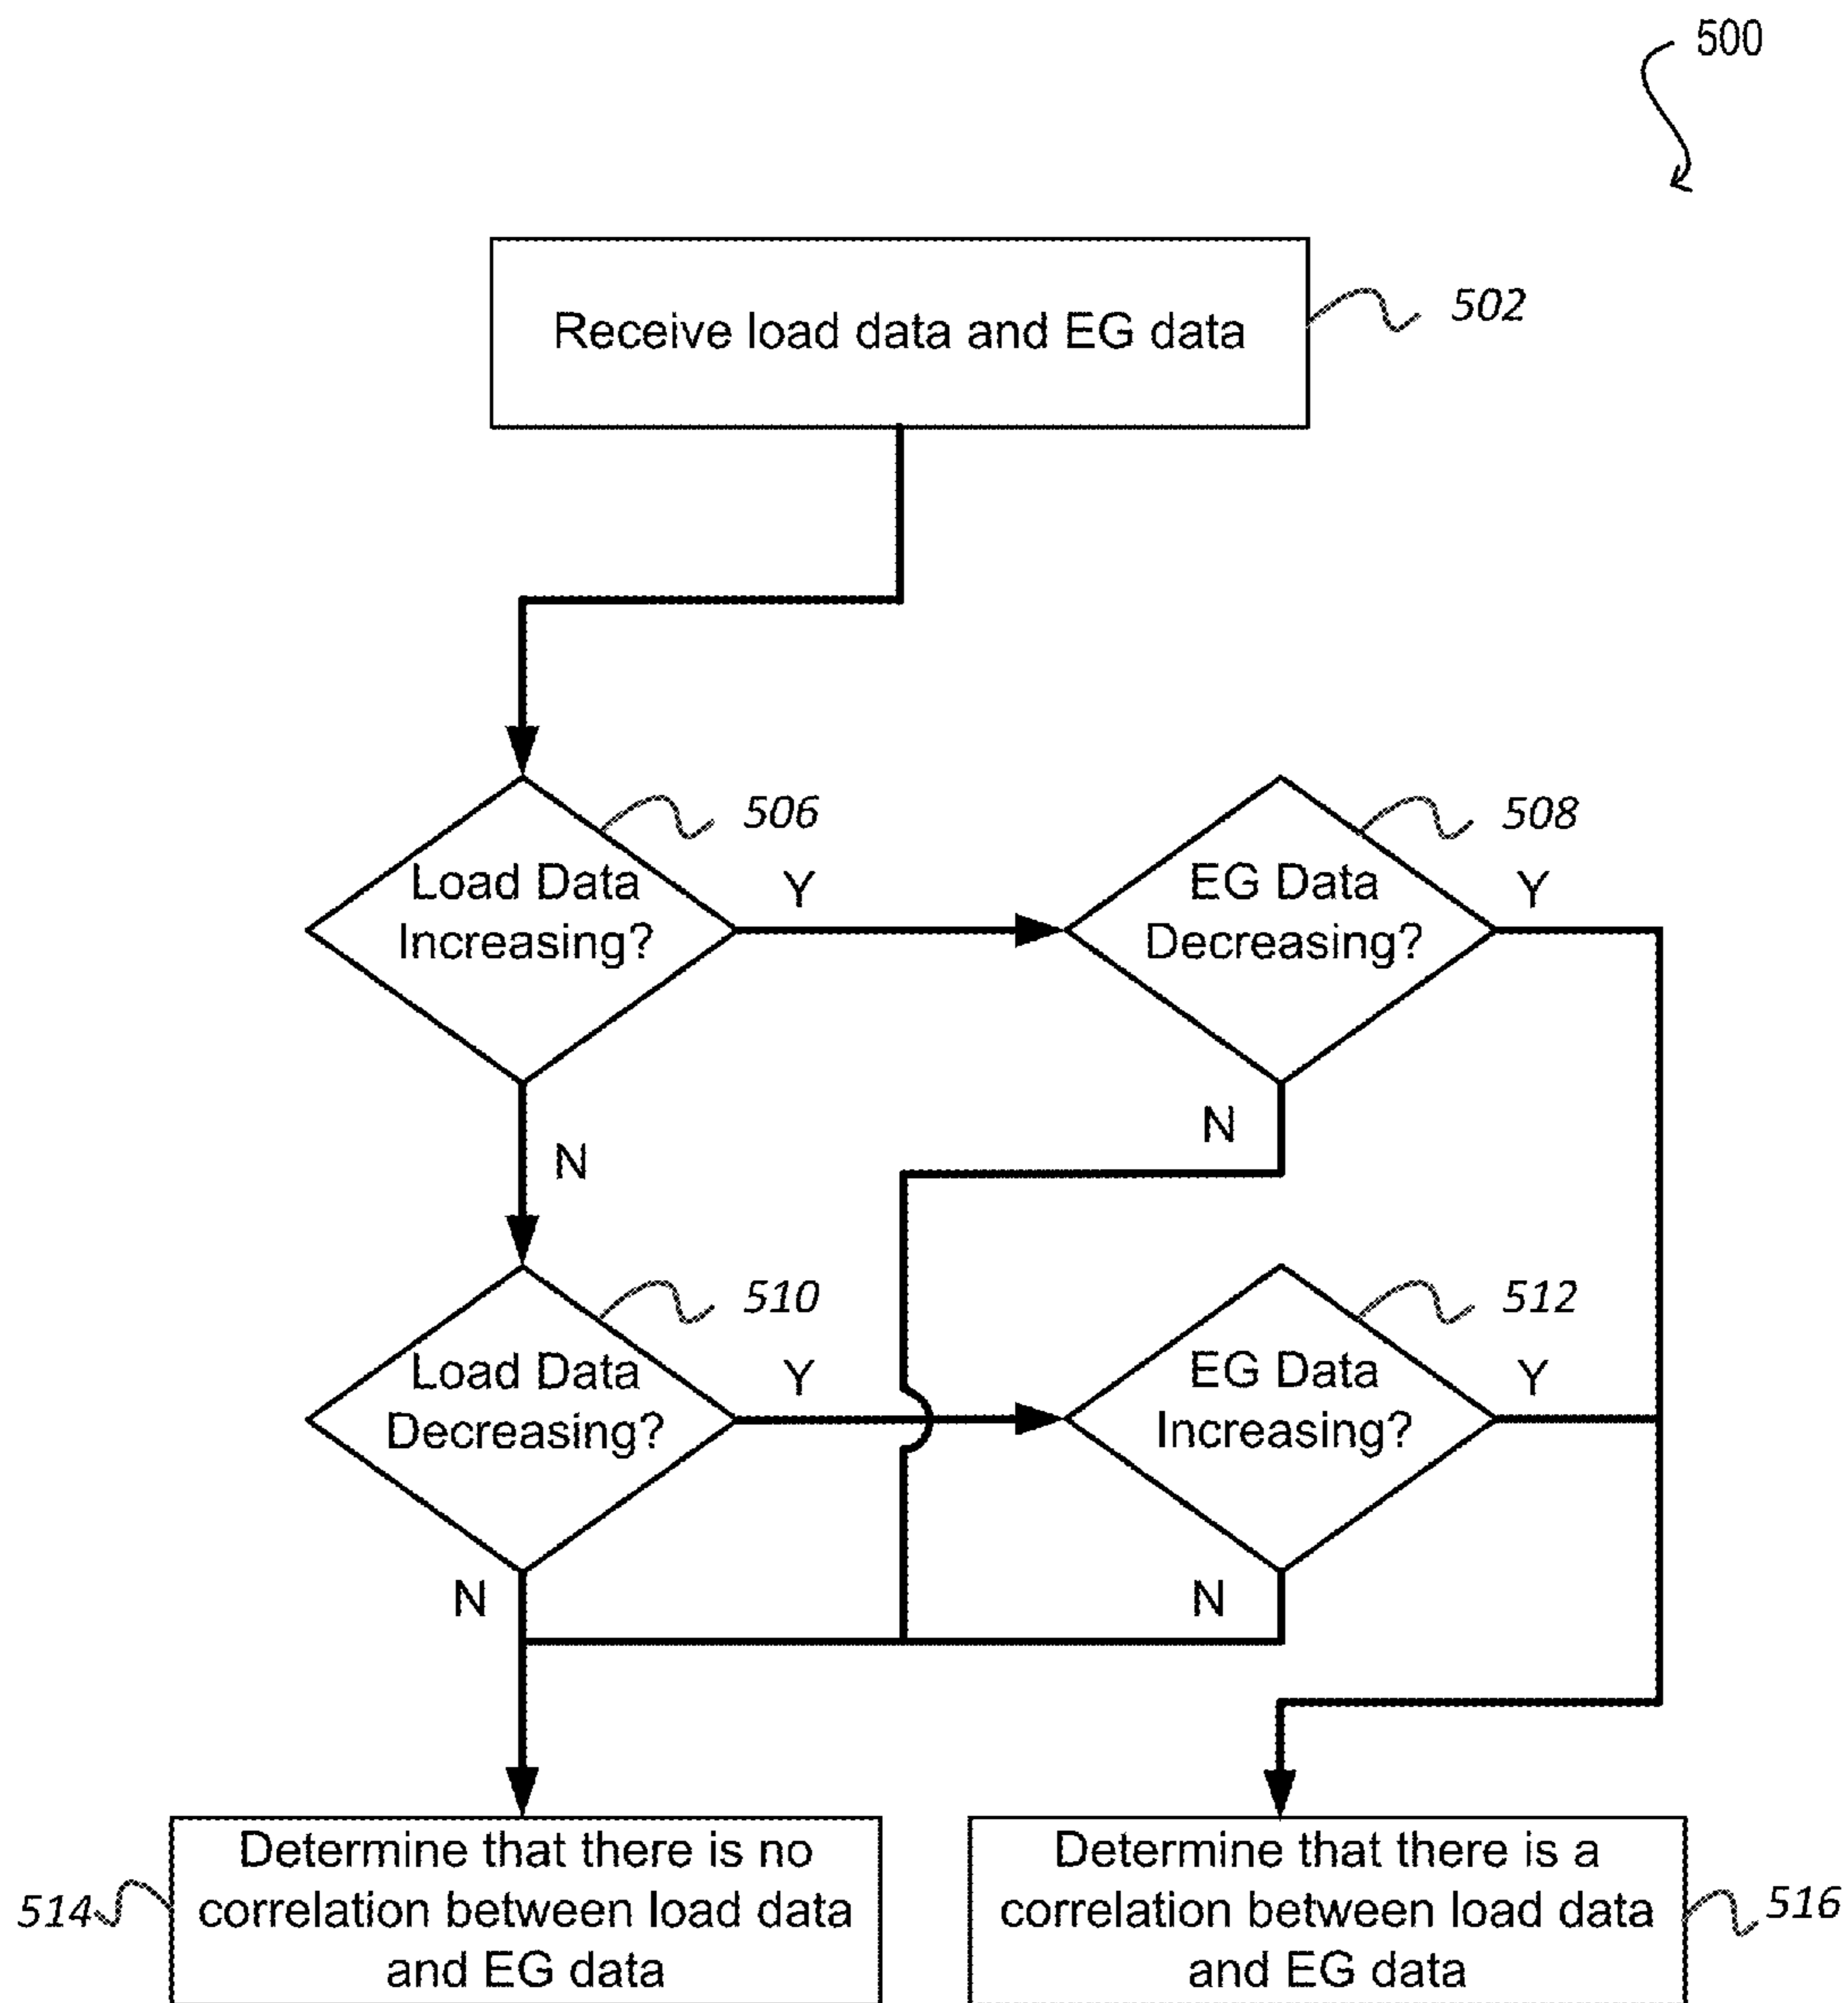 500
Receive load data and EG data
502
506
Load Data
Increasing?
Y
508
EG Data
Decreasing?
Y
N
N
510
Load Data
Decreasing?
Y
512
EG Data
Increasing?
Y
N
N
Determine that there is no
correlation between load data
and EG data
514
Determine that there is a
correlation between load data
and EG data
516